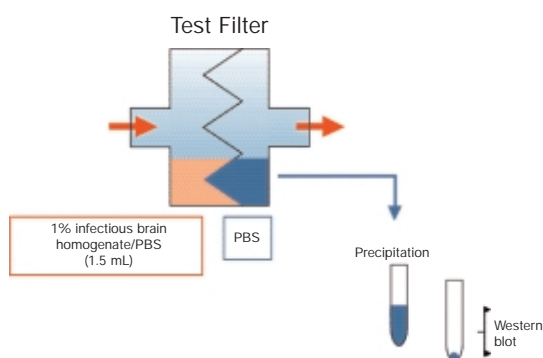 Test Filter
1% infectious brain
homogenate/PBS
(1.5 mL)
PBS
Precipitation
Western
blot